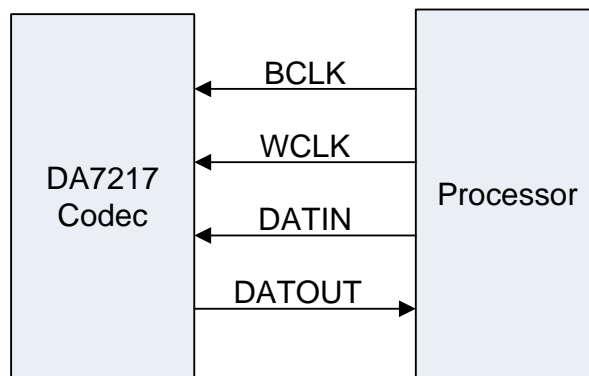 DA7217
Codec
BCLK
WCLK
DATIN
DATOUT
Processor